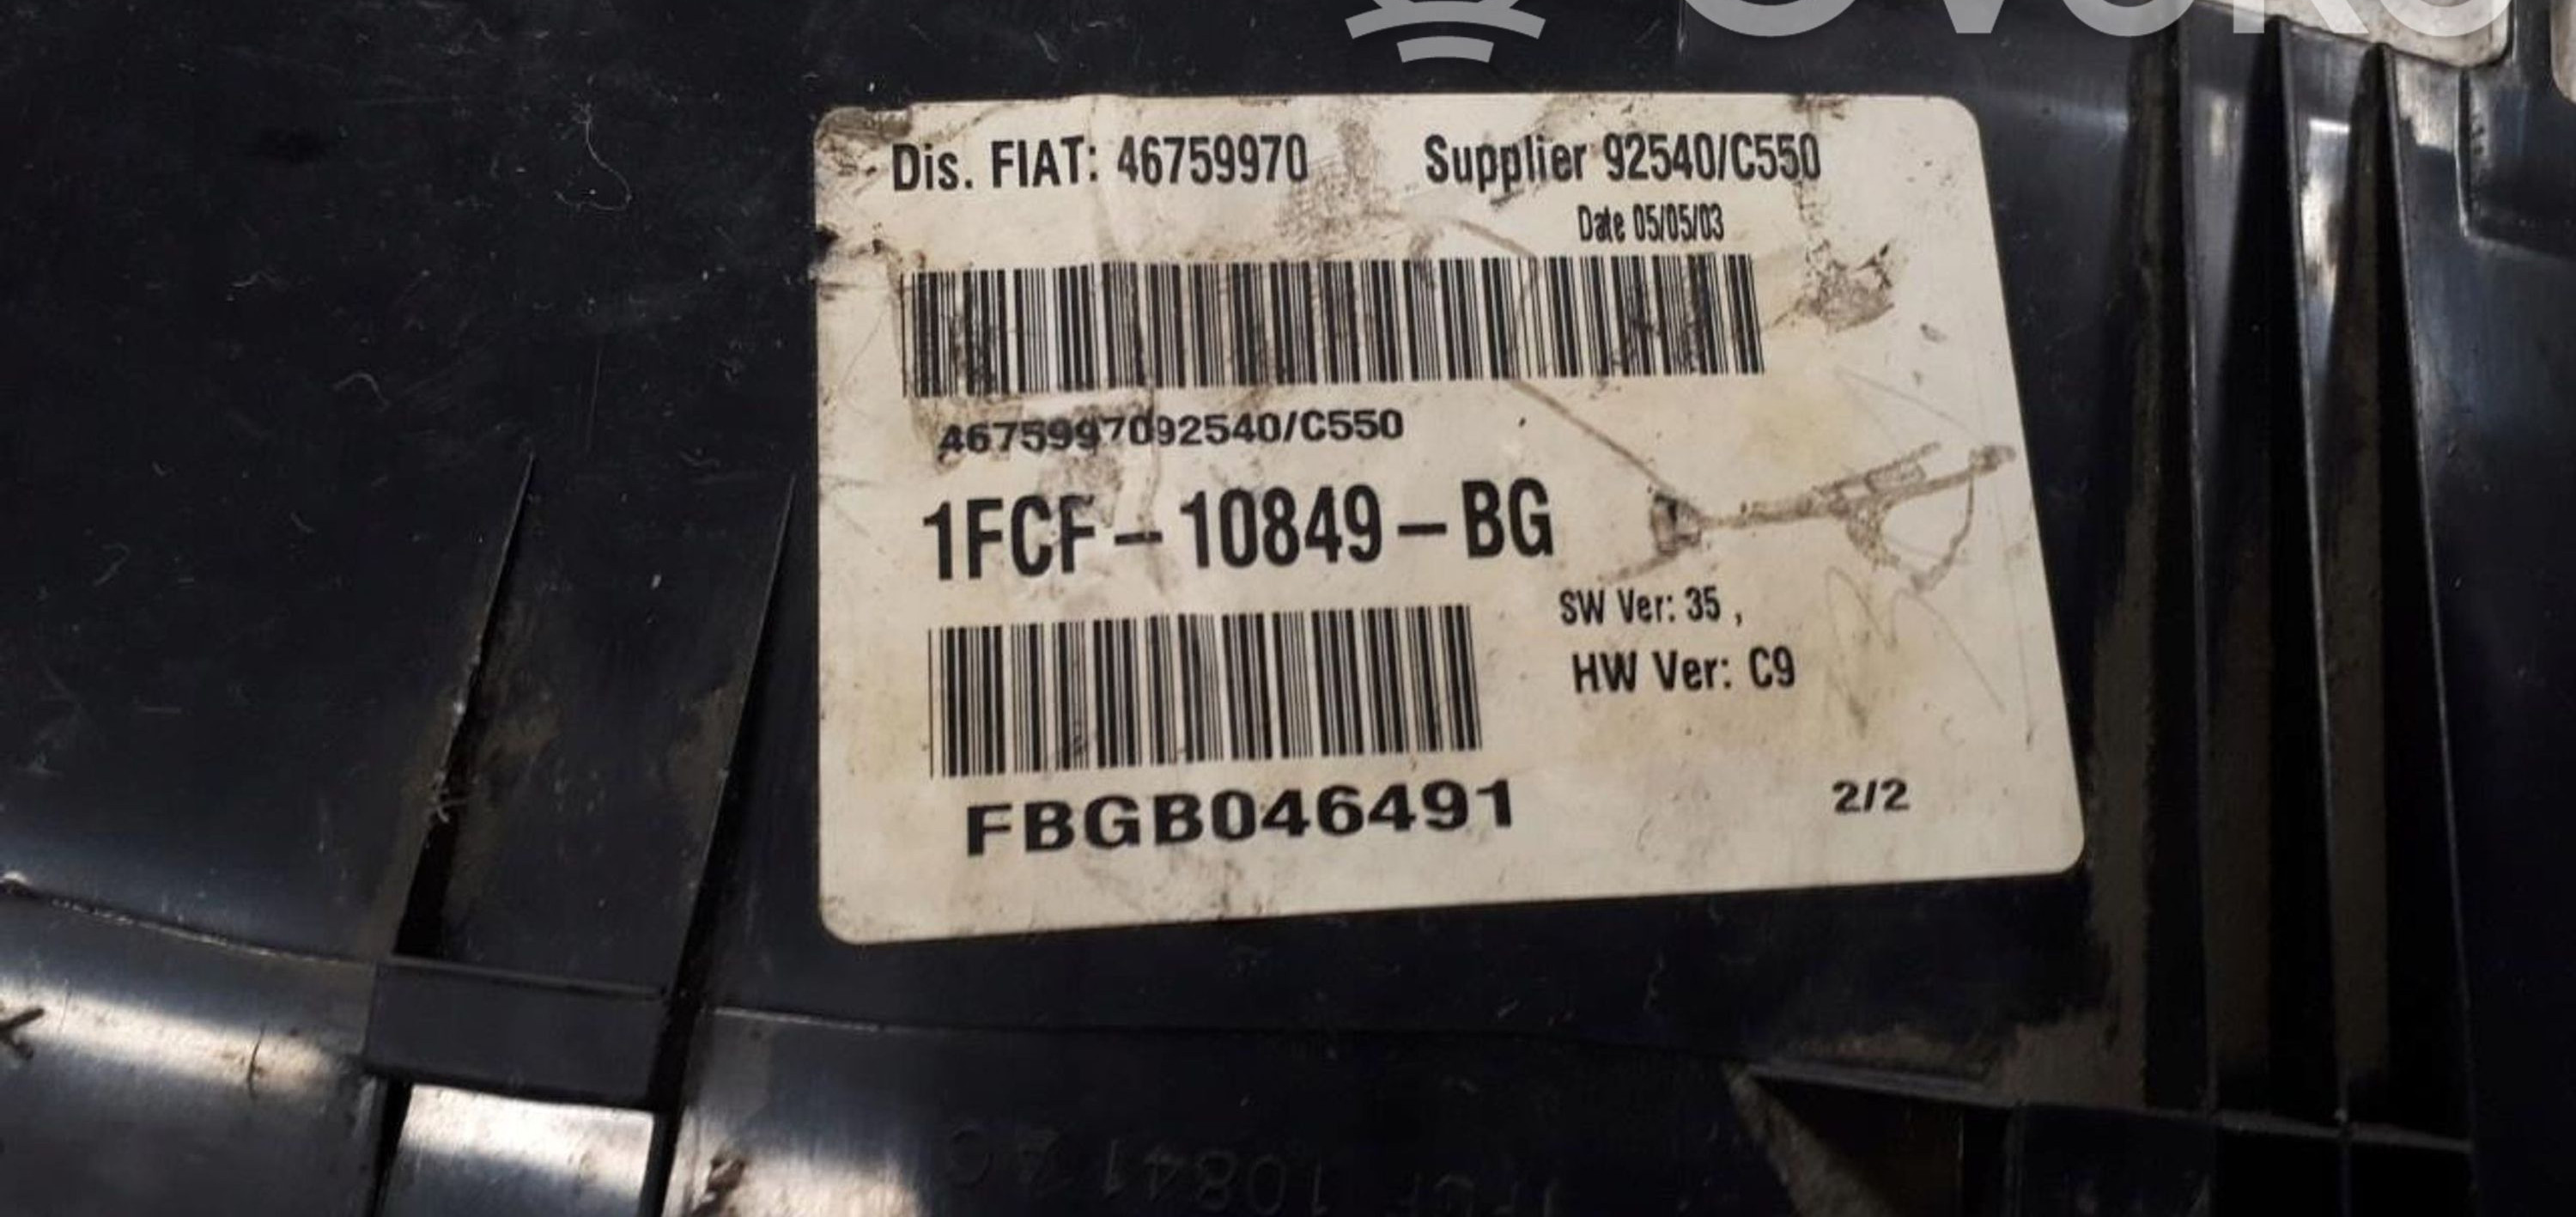 Dis. FIAT: 46759970 Supplier 92540/C550
Date 05/05/03
4675997092540/C550
1FCF-10849-BG
SW Ver: 35 ,
HW Ver: C9
FBGB046491
2/2